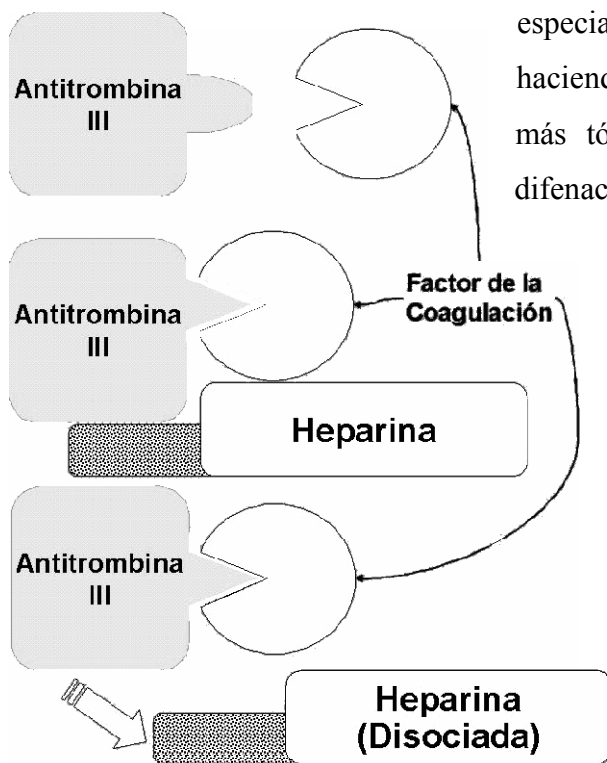 especia
haciend
más tó
difenac
Antitrombina
III
Factor de la
Coagulación
Antitrombina
III
Heparina
Antitrombina
III
Heparina
(Disociada)